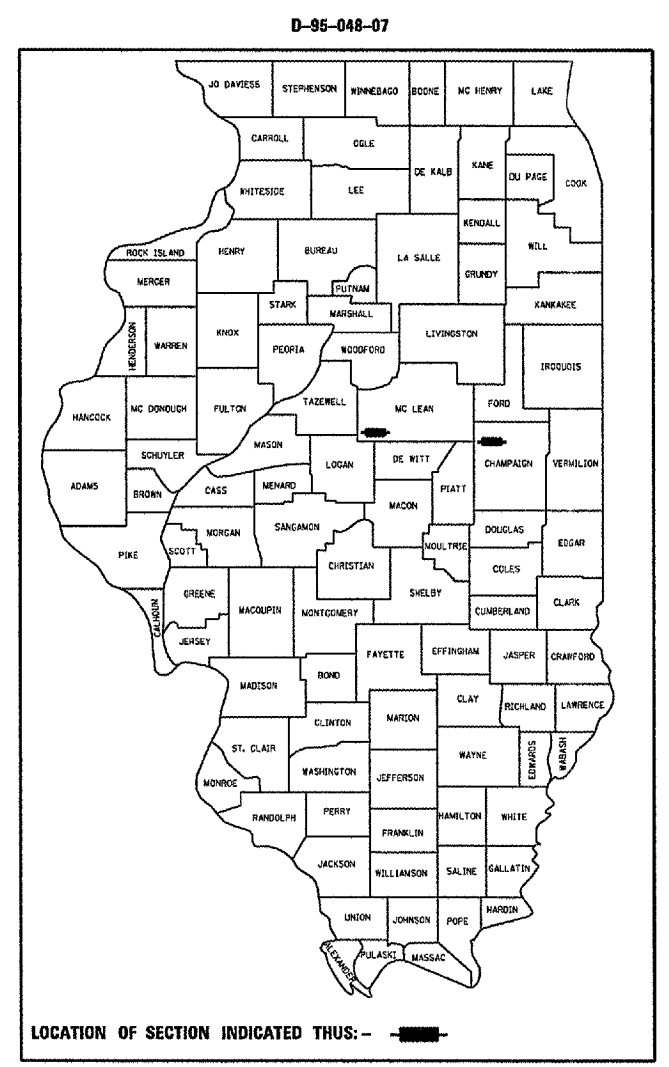 D-95-048-07
JO DAVIESS
STEPHENSON
WINNEBAGO
BOONE
MC HENRY
LAKE
CARROLL
OGLE
DE KALB
KANE
DU PAGE
COOK
WHITESIDE
LEE
KENDALL
WILL
ROCK ISLAND
HENRY
BUREAU
LA SALLE
GRUNDY
MERCER
STARK
PUTNAM
MARSHALL
KANKAKEE
HENDERSON
WARREN
KNOX
PEORIA
WOODFORD
LIVINGSTON
IROQUOIS
HANCOCK
MC DONOUGH
FULTON
TAZEWELL
MC LEAN
FORD
MASON
SCHUYLER
LOGAN
DE WITT
CHAMPAIGN
VERMILION
ADAMS
BROWN
CASS
MENARD
PIATT
MACON
PIKE
SCOTT
MORGAN
SANGAMON
CHRISTIAN
MOULTRIE
DOUGLAS
EDGAR
COLES
CALHOUN
GREENE
MACOUPIN
MONTGOMERY
SHELBY
CUMBERLAND
CLARK
JERSEY
FAYETTE
EFFINGHAM
JASPER
CRAWFORD
MADISON
BOND
CLAY
RICHLAND
LAWRENCE
CLINTON
MARION
ST. CLAIR
WAYNE
EDWARDS
WABASH
WASHINGTON
JEFFERSON
MONROE
RANDOLPH
PERRY
HAMILTON
WHITE
FRANKLIN
JACKSON
WILLIAMSON
SALINE
GALLATIN
UNION
JOHNSON
POPE
HARDIN
ALEXANDER
PULASKI
MASSAC
LOCATION OF SECTION INDICATED THUS:-